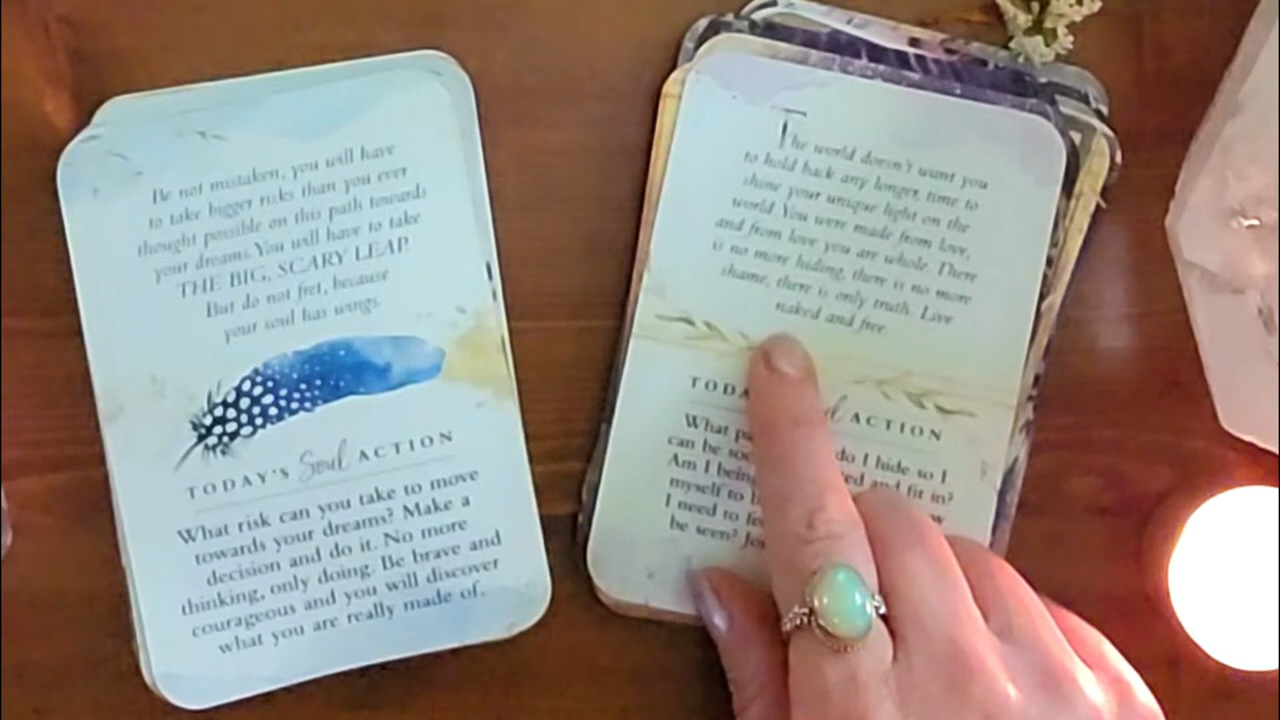 Be not mistaken, you will have
to take bigger risks than you ever
thought possible on this path towards
your dreams. You will have to take
THE BIG, SCARY LEAP.
But do not fret, because
your soul has wings.
TODAY'S Soul ACTION
What risk can you take to move
towards your dreams? Make a
decision and do it. No more
thinking, only doing. Be brave and
courageous and you will discover
what you are really made of.
The world doesn't want you
to hold back any longer, time to
shine your unique light on the
world. You were made from love,
and from love you are whole. There
is no more hiding, there is no more
shame, there is only truth. Live
naked and free.
ACTION
What do I hide so I
can be
Am I and fit in?
myself to
I need to
be seen?